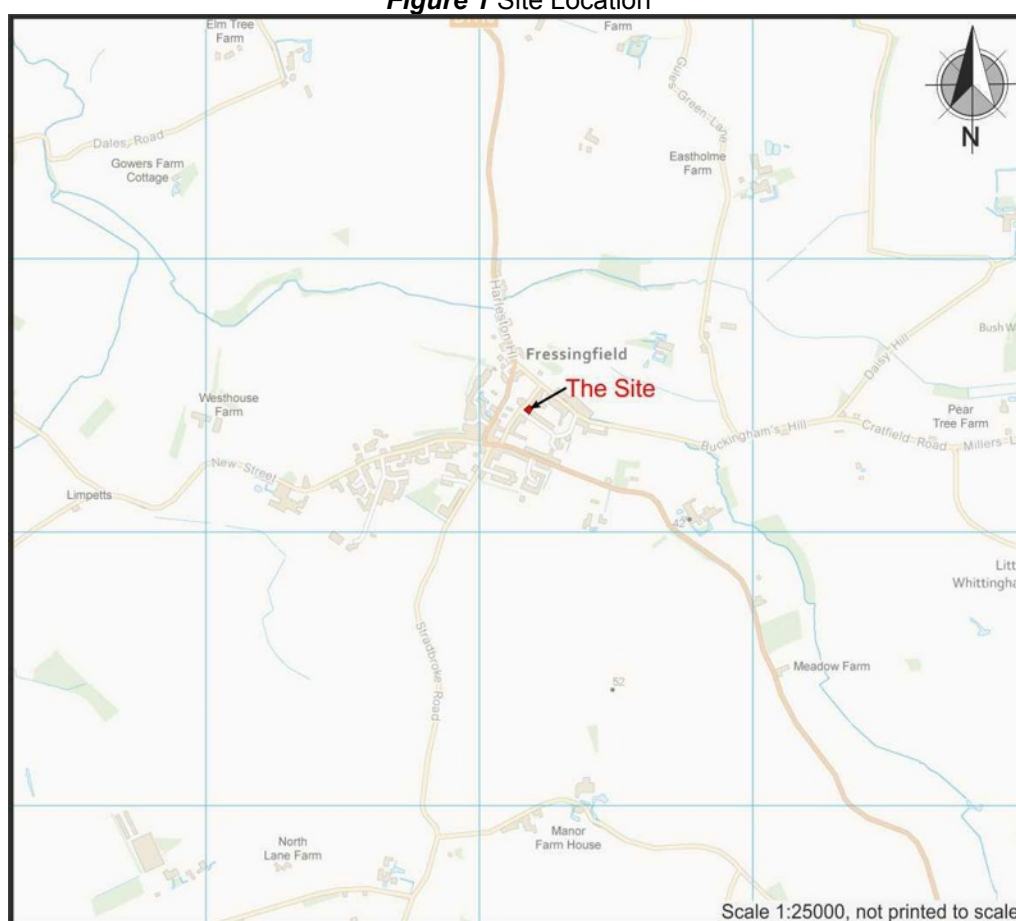 Figure 1 Site Location
Elm Tree
Farm
Farm
Gules Green Lane
N
Dales Road
Gowers Farm
Cottage
Eastholme
Farm
Harleston Hl
Fressingfield
Bush W
Daisy Hill
The Site
Westhouse
Farm
Pear
Tree Farm
Buckingham's Hill
Cratfield Road
Millers L
New Street
Limpetts
42
Litt
Whittingha
Stradbroke Road
Meadow Farm
52
North
Lane Farm
Manor
Farm House
Scale 1:25000, not printed to scale